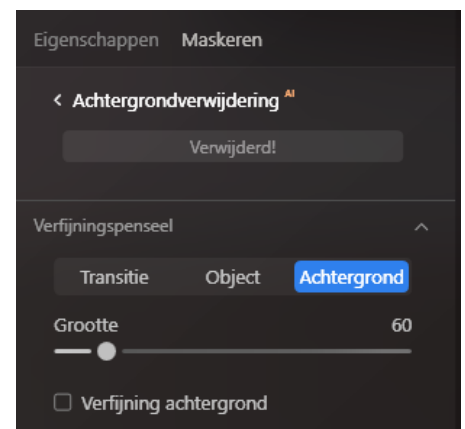 Eigenschappen Maskeren
< Achtergrondverwijdering AI
Verwijderd!
Verfijningspenseel
Transitie Object Achtergrond
Grootte 60
Verfijning achtergrond